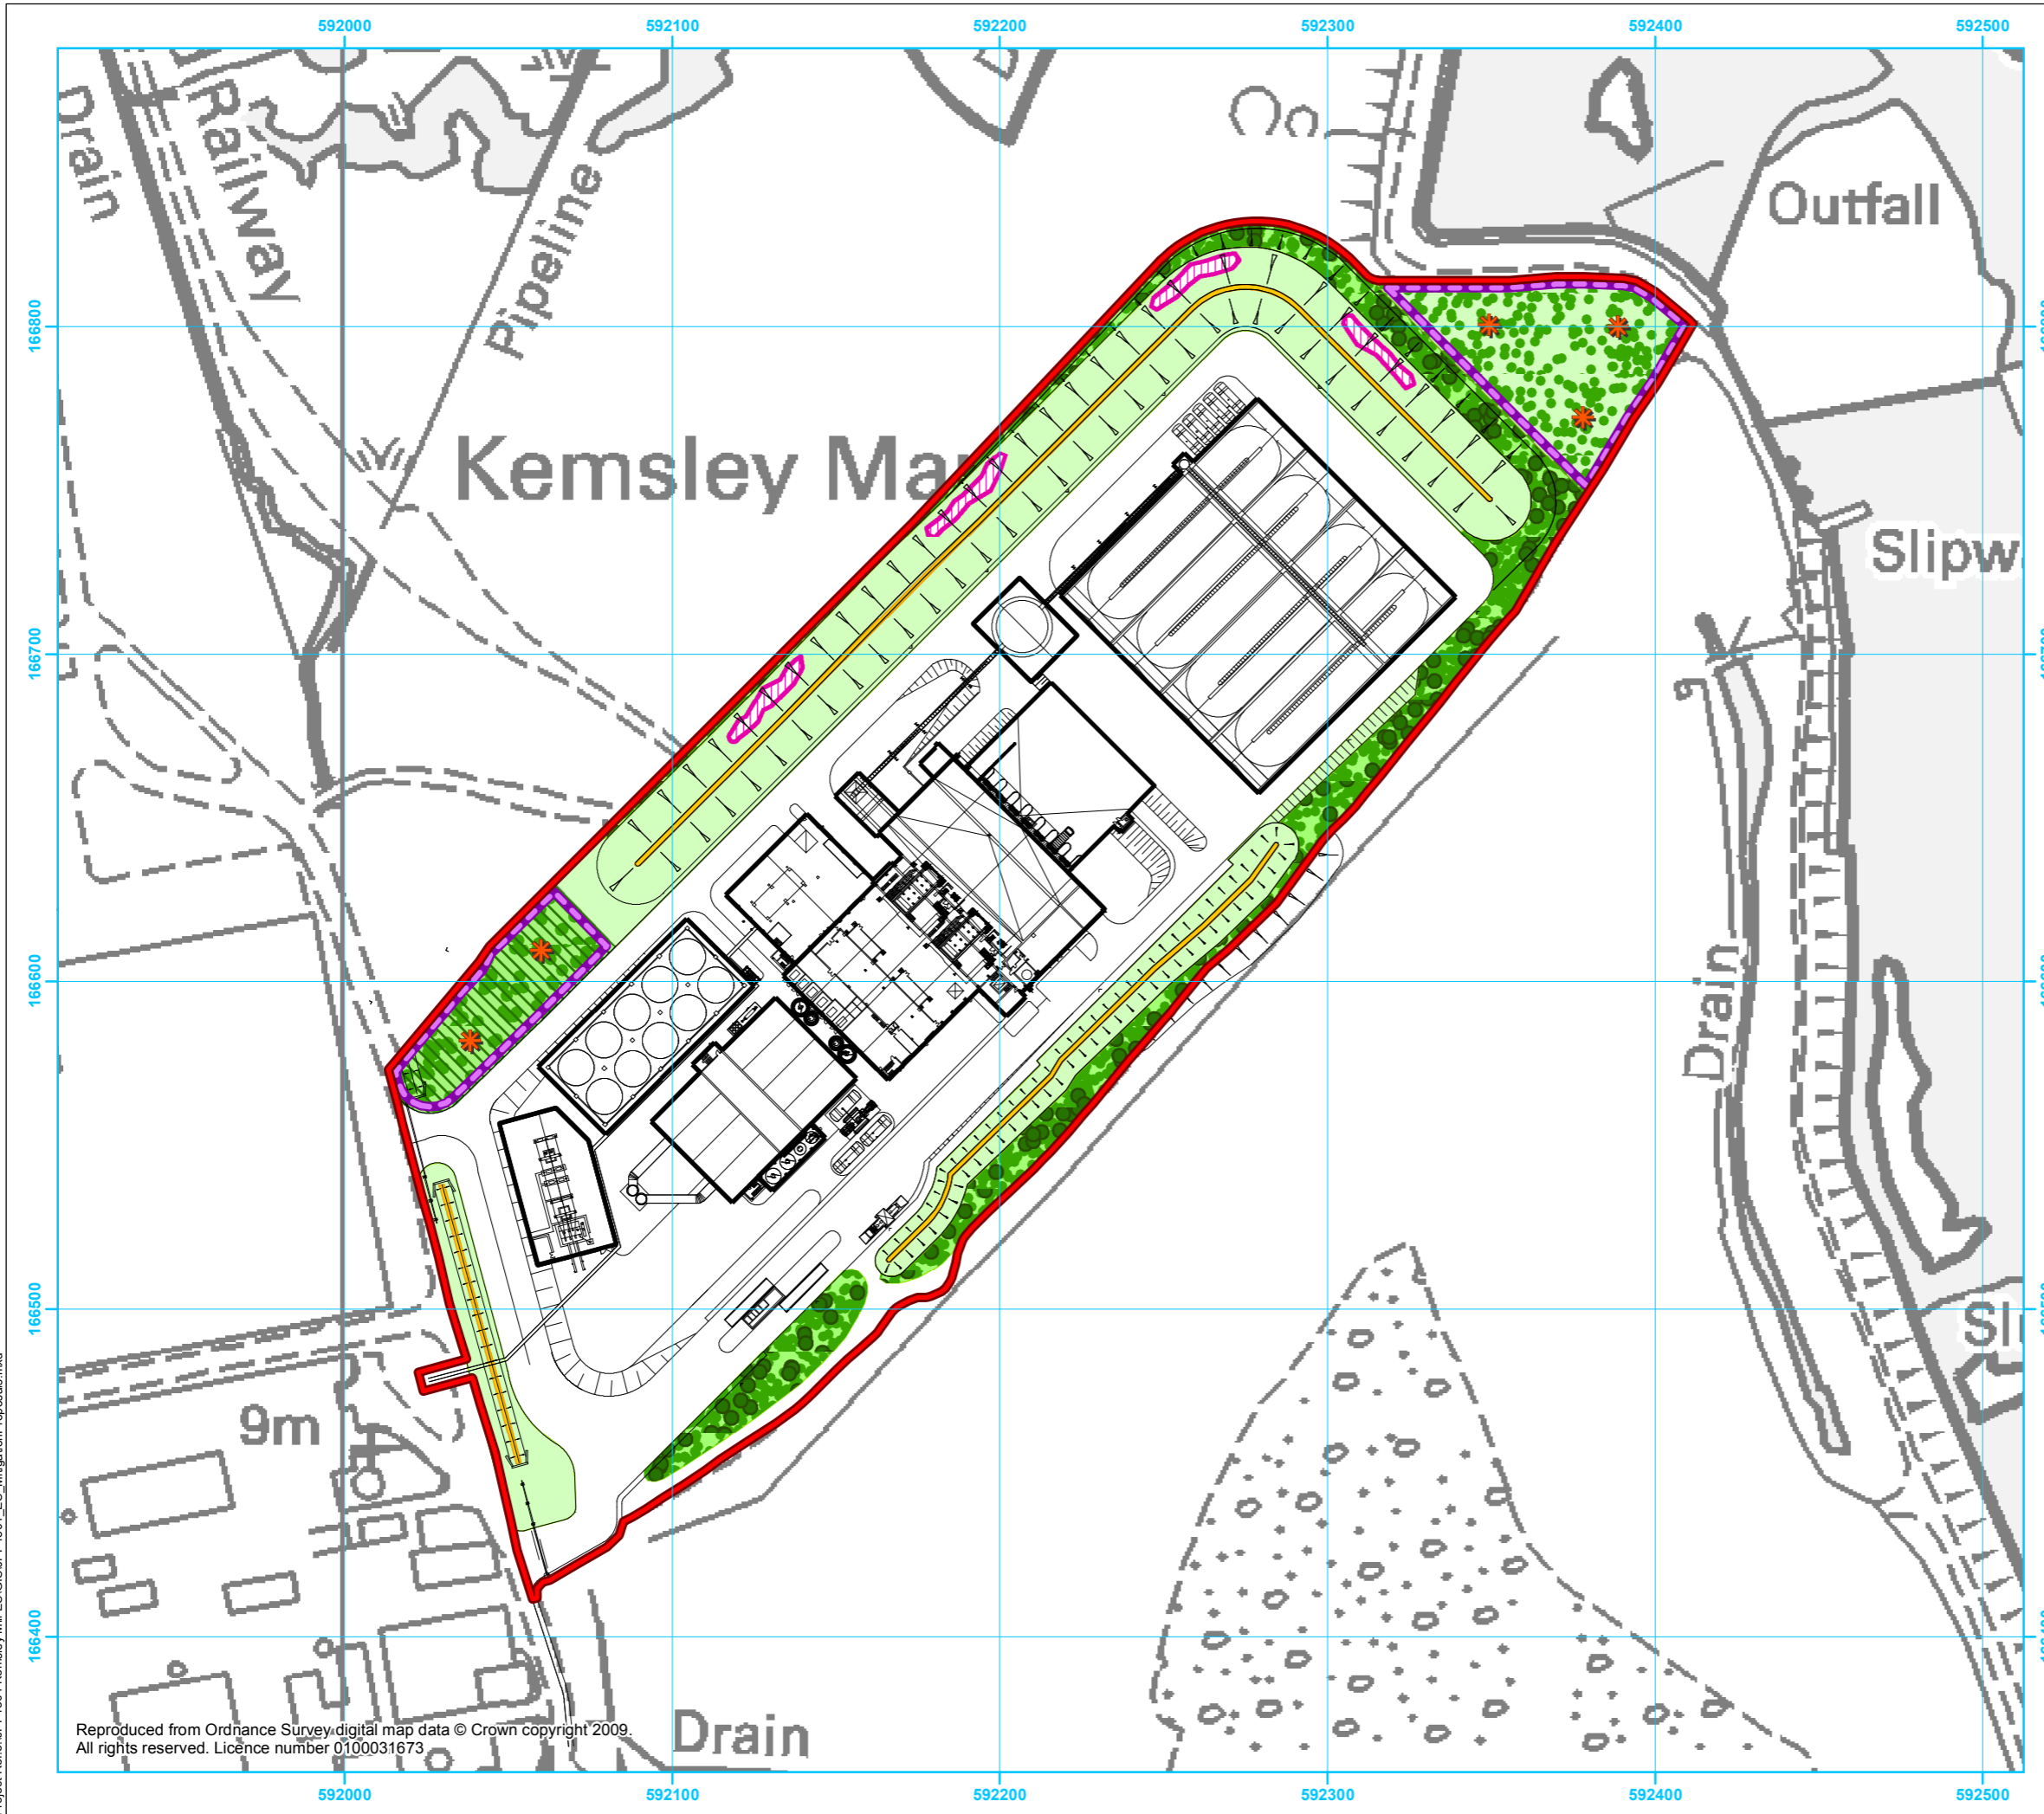 592000 592100 592200 592300 592400 592500
Drain
Railway
Pipeline
Outfall
166800
Kemsley Mar
Slipw
166700
166600
Drain
166500
Sl
9m
166400
Reproduced from Ordnance Survey digital map data © Crown copyright 2009.
All rights reserved. Licence number 0100031673
Drain
592000 592100 592200 592300 592400 592500